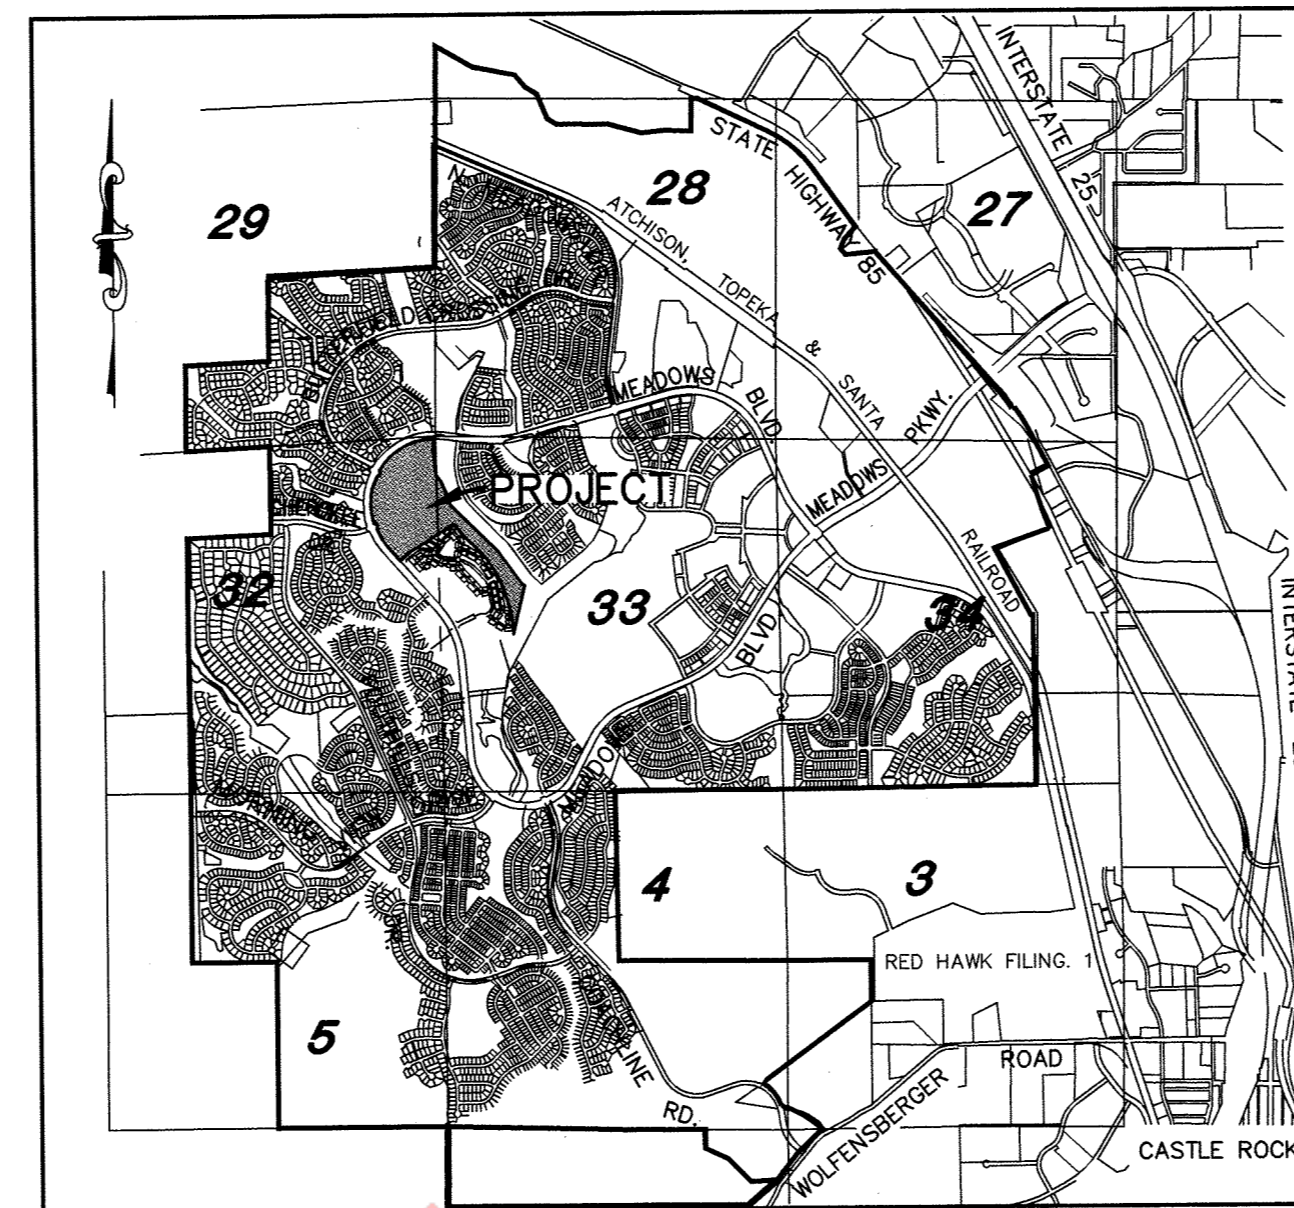 INTERSTATE
25
STATE HIGHWAY 85
28
27
29
ATCHISON, TOPEKA & SANTA
RAILROAD
MEADOWS
BLVD.
MEADOWS PKWY.
PROJECT
32
33
34
BLVD.
INTERSTATE
4
3
RED HAWK FILING. 1
5
ROAD
RD.
WOLFENSBERGER
CASTLE ROCK